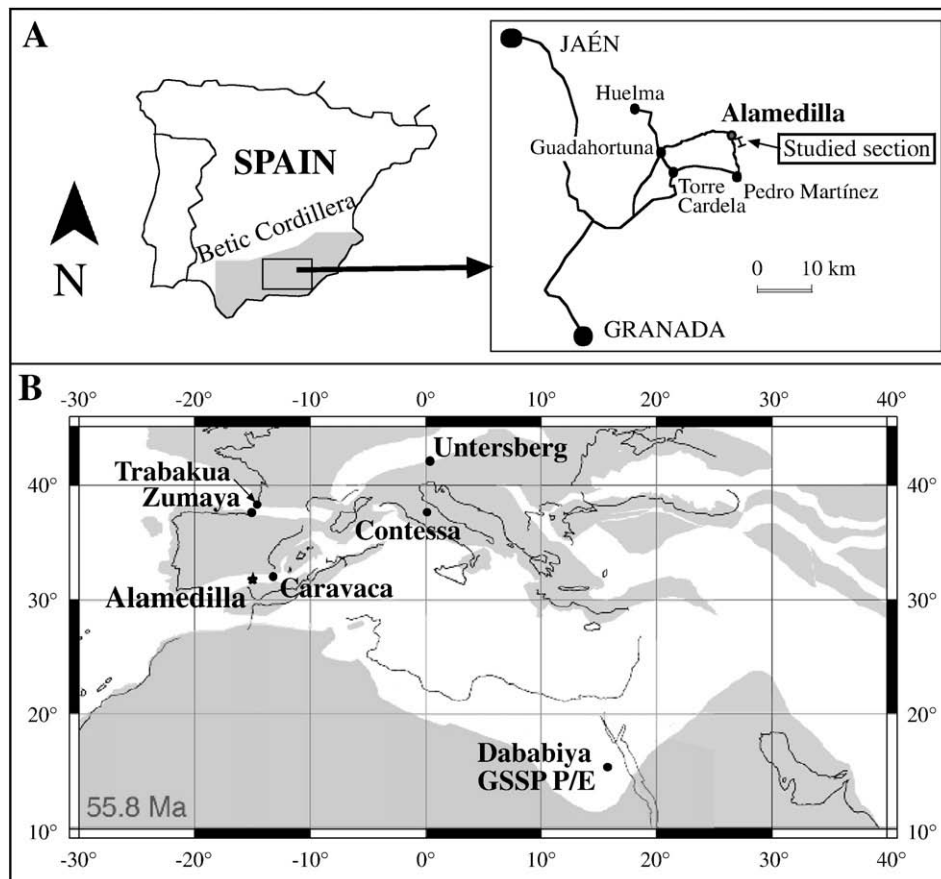 A
SPAIN
Betic Cordillera
N
JAÉN
Huelma
Alamedilla
Guadahortuna
Studied section
Torre
Cardela
Pedro Martínez
0 10 km
GRANADA
B
-30° -20° -10° 0° 10° 20° 30° 40°
Untersberg
Trabakua
Zumaya
40° 40°
Contessa
Alamedilla
Caravaca
30° 30°
20° 20°
Dababiya
GSSP P/E
55.8 Ma
10° 10°
-30° -20° -10° 0° 10° 20° 30° 40°